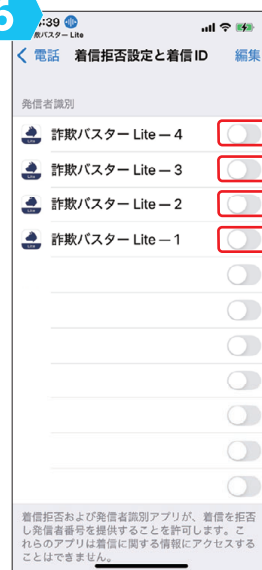 6
:39
欺バスター Lite
電話 着信拒否設定と着信ID 編集
発信者識別
詐欺バスター Lite — 4
詐欺バスター Lite — 3
詐欺バスター Lite — 2
詐欺バスター Lite — 1
着信拒否および発信者識別アプリが、着信を拒否
し発信者番号を提供することを許可します。こ
れらのアプリは着信に関する情報にアクセスする
ことはできません。